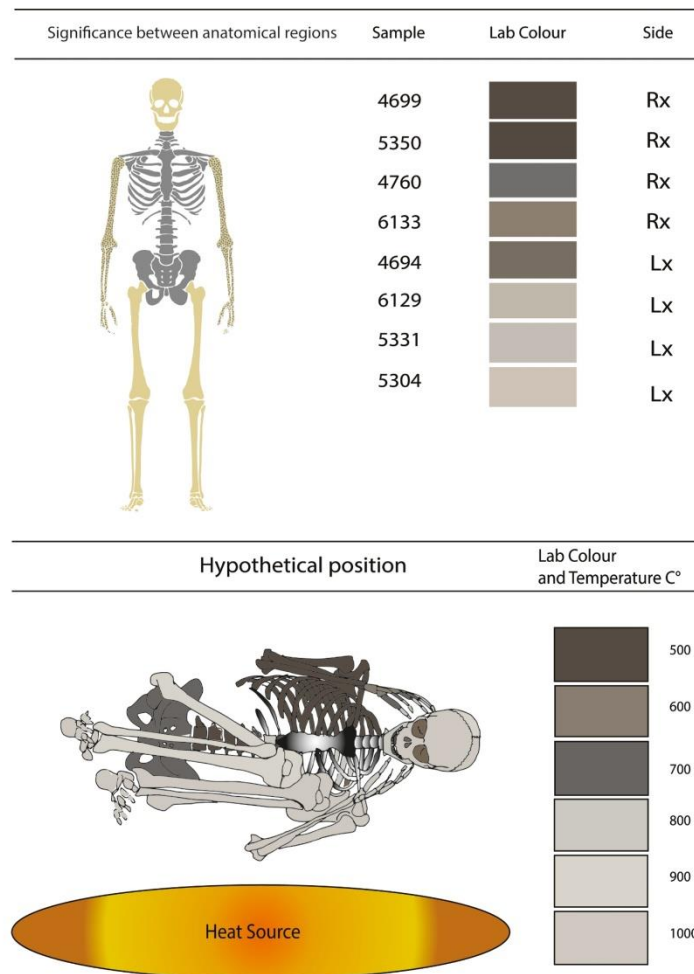 Significance between anatomical regions Sample Lab Colour Side
4699 Rx
5350 Rx
4760 Rx
6133 Rx
4694 Lx
6129 Lx
5331 Lx
5304 Lx
Hypothetical position
Lab Colour
and Temperature C°
500
600
700
800
900
1000
Heat Source